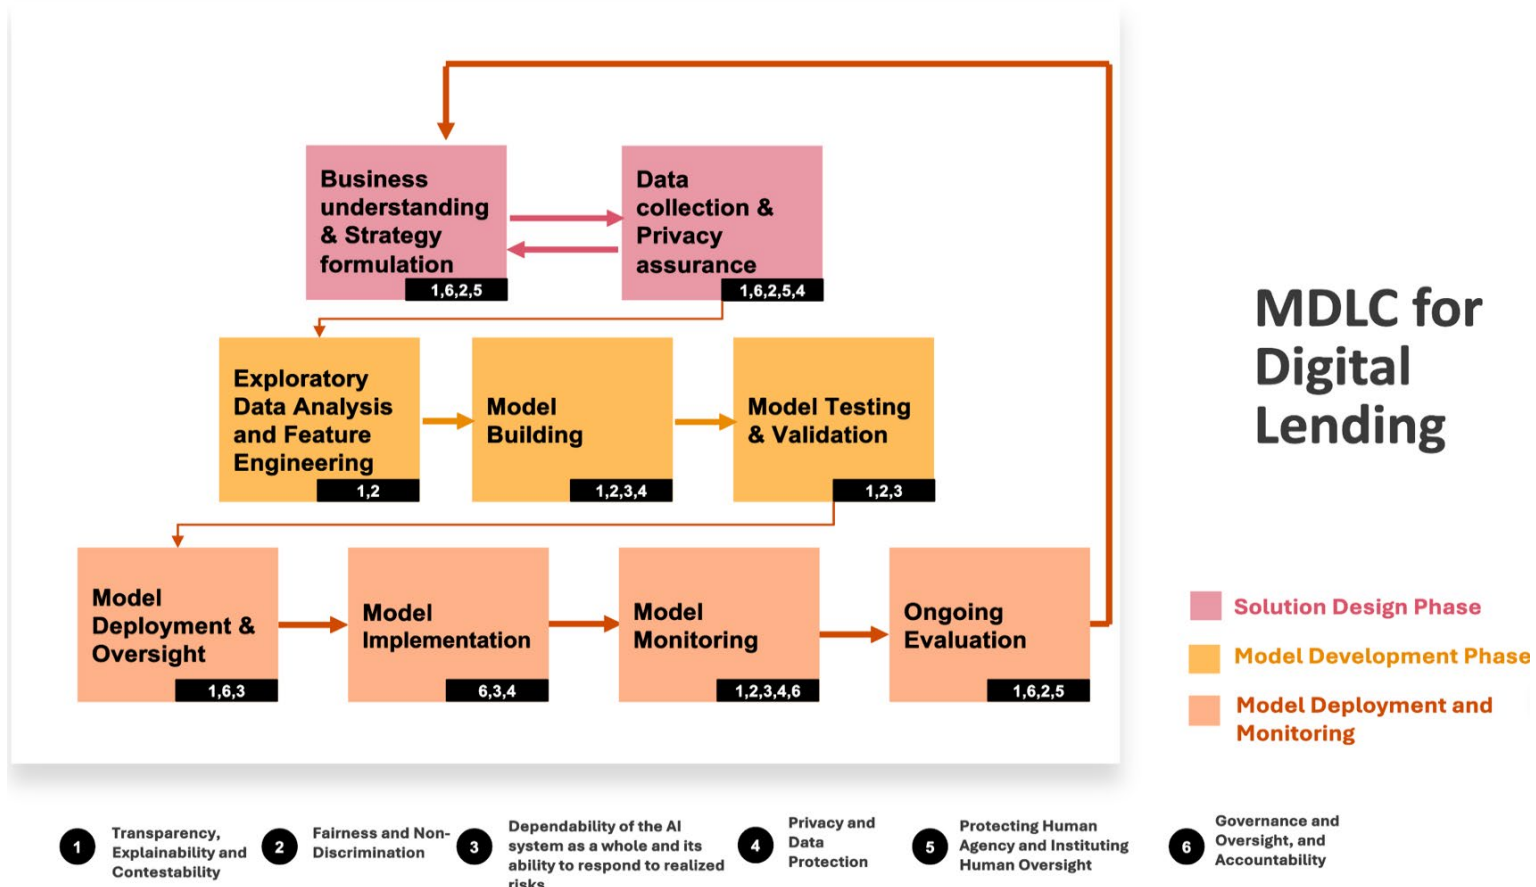 Business
understanding
& Strategy
formulation
1,6,2,5
Data
collection &
Privacy
assurance
1,6,2,5,4
Exploratory
Data Analysis
and Feature
Engineering
1,2
Model
Building
1,2,3,4
Model Testing
& Validation
1,2,3
Model
Deployment &
Oversight
1,6,3
Model
Implementation
6,3,4
Model
Monitoring
1,2,3,4,6
Ongoing
Evaluation
1,6,2,5
MDLC for
Digital
Lending
Solution Design Phase
Model Development Phase
Model Deployment and
Monitoring
1
Transparency,
Explainability and
Contestability
2
Fairness and Non-
Discrimination
3
Dependability of the AI
system as a whole and its
ability to respond to realized
risks
4
Privacy and
Data
Protection
5
Protecting Human
Agency and Instituting
Human Oversight
6
Governance and
Oversight, and
Accountability